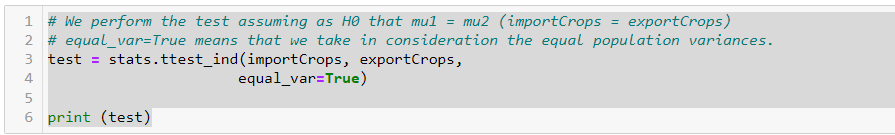 1 # We perform the test assuming as H0 that mu1 = mu2 (importCrops = exportCrops)
2 # equal_var=True means that we take in consideration the equal population variances.
3 test = stats.ttest_ind(importCrops, exportCrops,
4                        equal_var=True)
5
6 print (test)